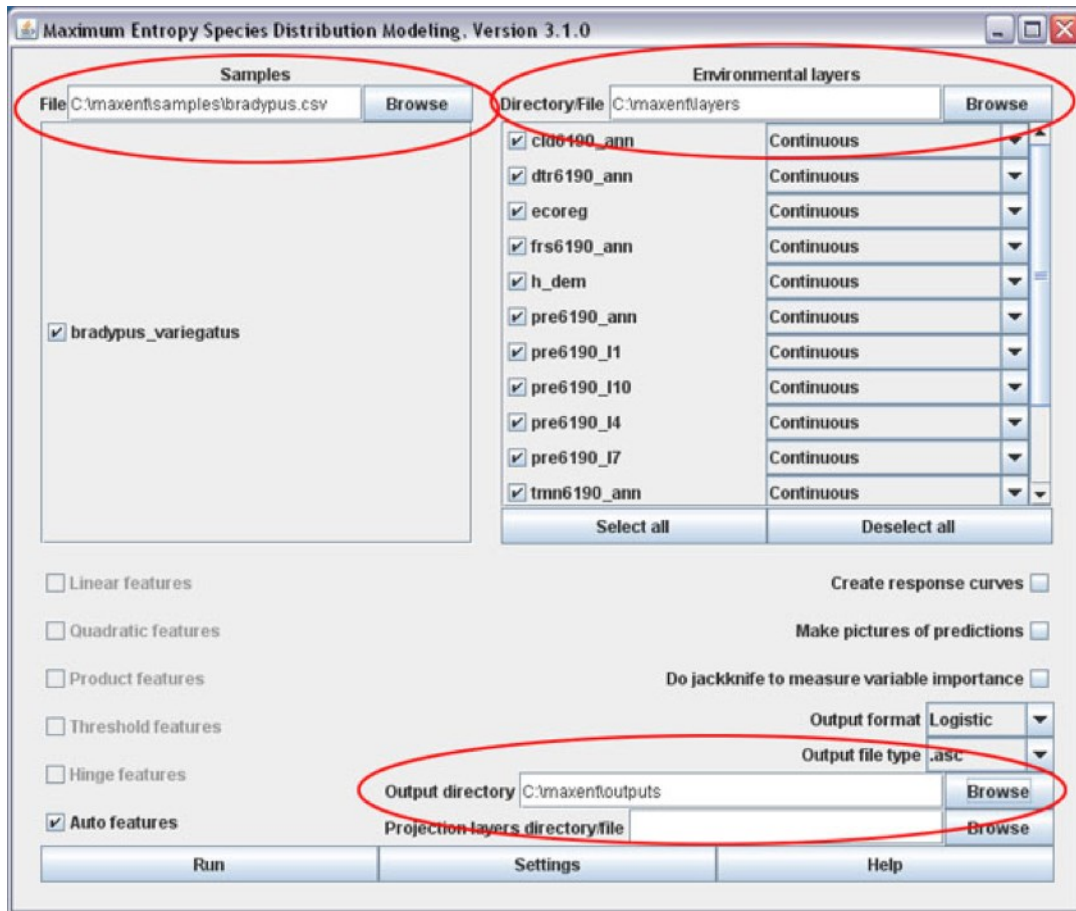 Maximum Entropy Species Distribution Modeling, Version 3.1.0
Samples
File C:\maxent\samples\bradypus.csv Browse
bradypus_variegatus
Environmental layers
Directory/File C:\maxent\layers Browse
cld6190_ann Continuous
dtr6190_ann Continuous
ecoreg Continuous
frs6190_ann Continuous
h_dem Continuous
pre6190_ann Continuous
pre6190_l1 Continuous
pre6190_l10 Continuous
pre6190_l4 Continuous
pre6190_l7 Continuous
tmn6190_ann Continuous
Select all Deselect all
Linear features
Quadratic features
Product features
Threshold features
Hinge features
Auto features
Create response curves
Make pictures of predictions
Do jackknife to measure variable importance
Output format Logistic
Output file type .asc
Output directory C:\maxent\outputs Browse
Projection layers directory/file Browse
Run Settings Help